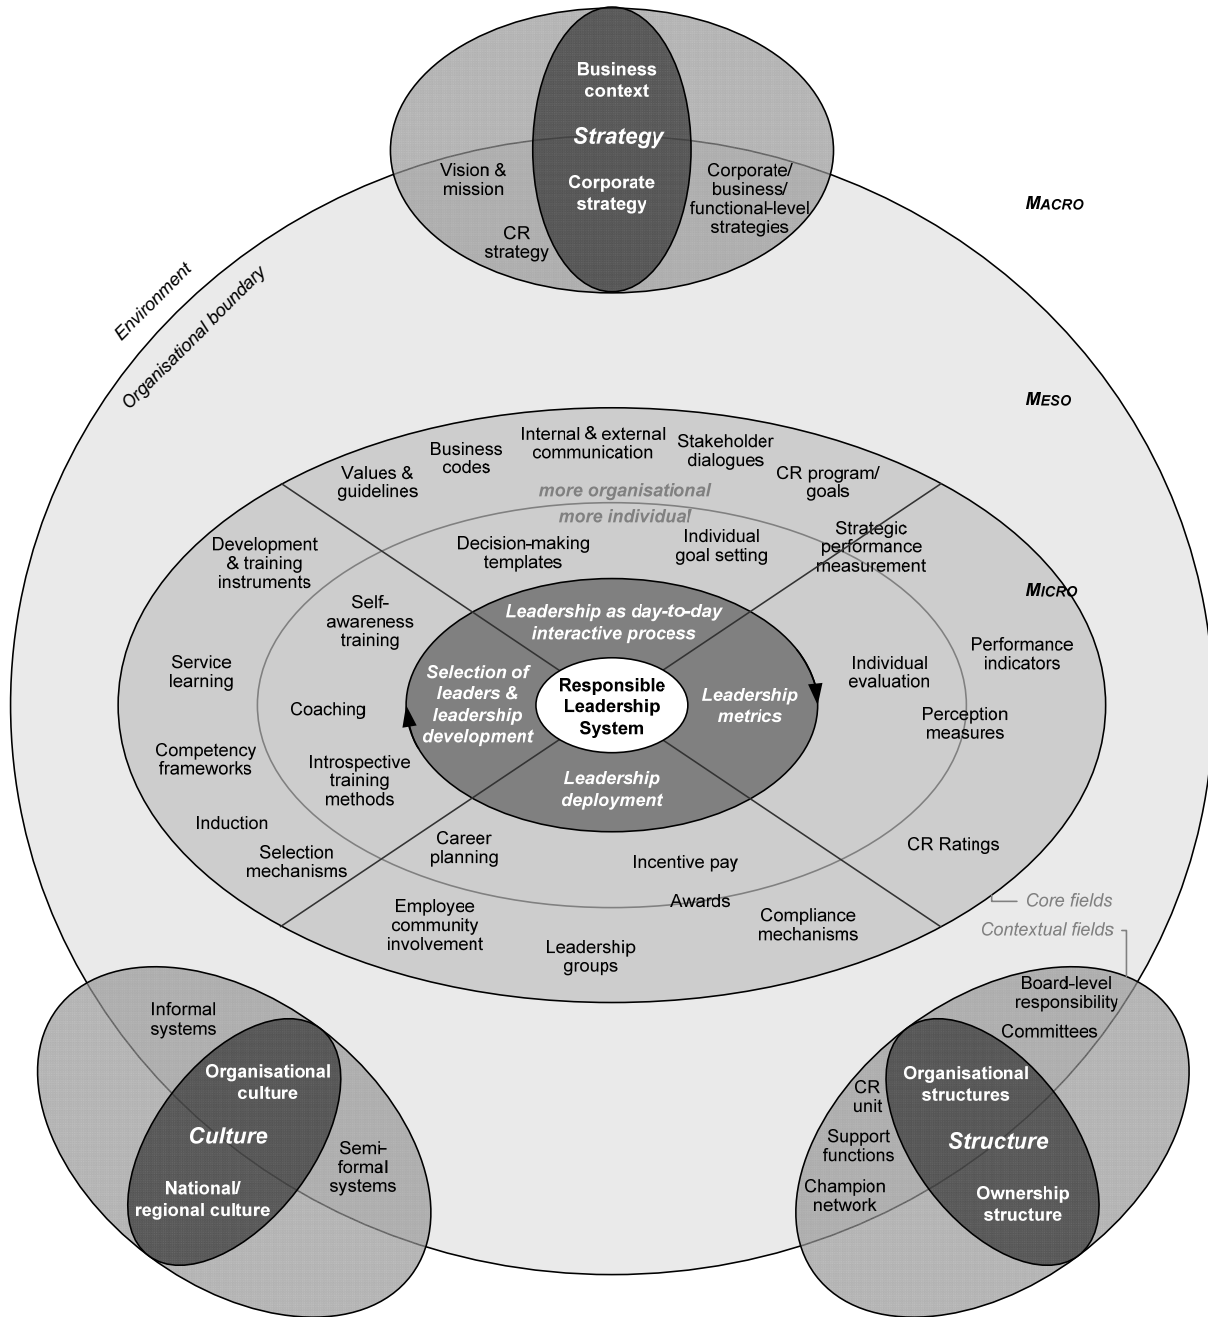 Business
context
Strategy
Corporate
strategy
Vision &
mission
CR
strategy
Corporate/
business/
functional-level
strategies
MACRO
Environment
Organisational boundary
MESO
Internal & external
communication
Business
codes
Stakeholder
dialogues
Values &
guidelines
CR program/
goals
more organisational
more individual
Development
& training
instruments
Decision-making
templates
Individual
goal setting
Strategic
performance
measurement
MICRO
Self-
awareness
training
Leadership as day-to-day
interactive process
Service
learning
Selection of
leaders &
leadership
development
Responsible
Leadership
System
Leadership
metrics
Individual
evaluation
Performance
indicators
Coaching
Perception
measures
Competency
frameworks
Introspective
training
methods
Leadership
deployment
Induction
Selection
mechanisms
Career
planning
Incentive pay
CR Ratings
Awards
Employee
community
involvement
Leadership
groups
Compliance
mechanisms
Core fields
Contextual fields
Informal
systems
Organisational
culture
Culture
National/
regional culture
Semi-
formal
systems
Board-level
responsibility
Committees
CR
unit
Support
functions
Champion
network
Organisational
structures
Structure
Ownership
structure